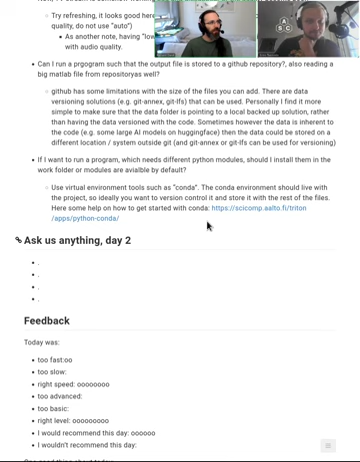 Try refreshing, it looks good here
quality, do not use "auto")
As another note, having "low
with audio quality.
Can I run a prgogram such that the output file is stored to a github repository?, also reading a
big matlab file from repositoryas well?
github has some limitations with the size of the files you can add. There are data
versioning solutions (e.g. git-annex, git-lfs) that can be used. Personally I find it more
simple to make sure that the data folder is pointing to a local backed up solution, rather
than having the data versioned with the code. Sometimes however the data is inherent to
the code (e.g. some large AI models on huggingface) then the data could be stored on a
different location / system outside git (and git-annex or git-lfs can be used for versioning)
If I want to run a program, which needs different python modules, should I install them in the
work folder or modules are avialble by default?
Use virtual environment tools such as "conda". The conda environment should live with
the project, so ideally you want to version control it and store it with the rest of the files.
Here some help on how to get started with conda: https://scicomp.aalto.fi/triton
/apps/python-conda/
Ask us anything, day 2
.
.
.
.
Feedback
Today was:
too fast:oo
too slow:
right speed: oooooooo
too advanced:
too basic:
right level: ooooooooo
I would recommend this day: oooooo
I wouldn't recommend this day: